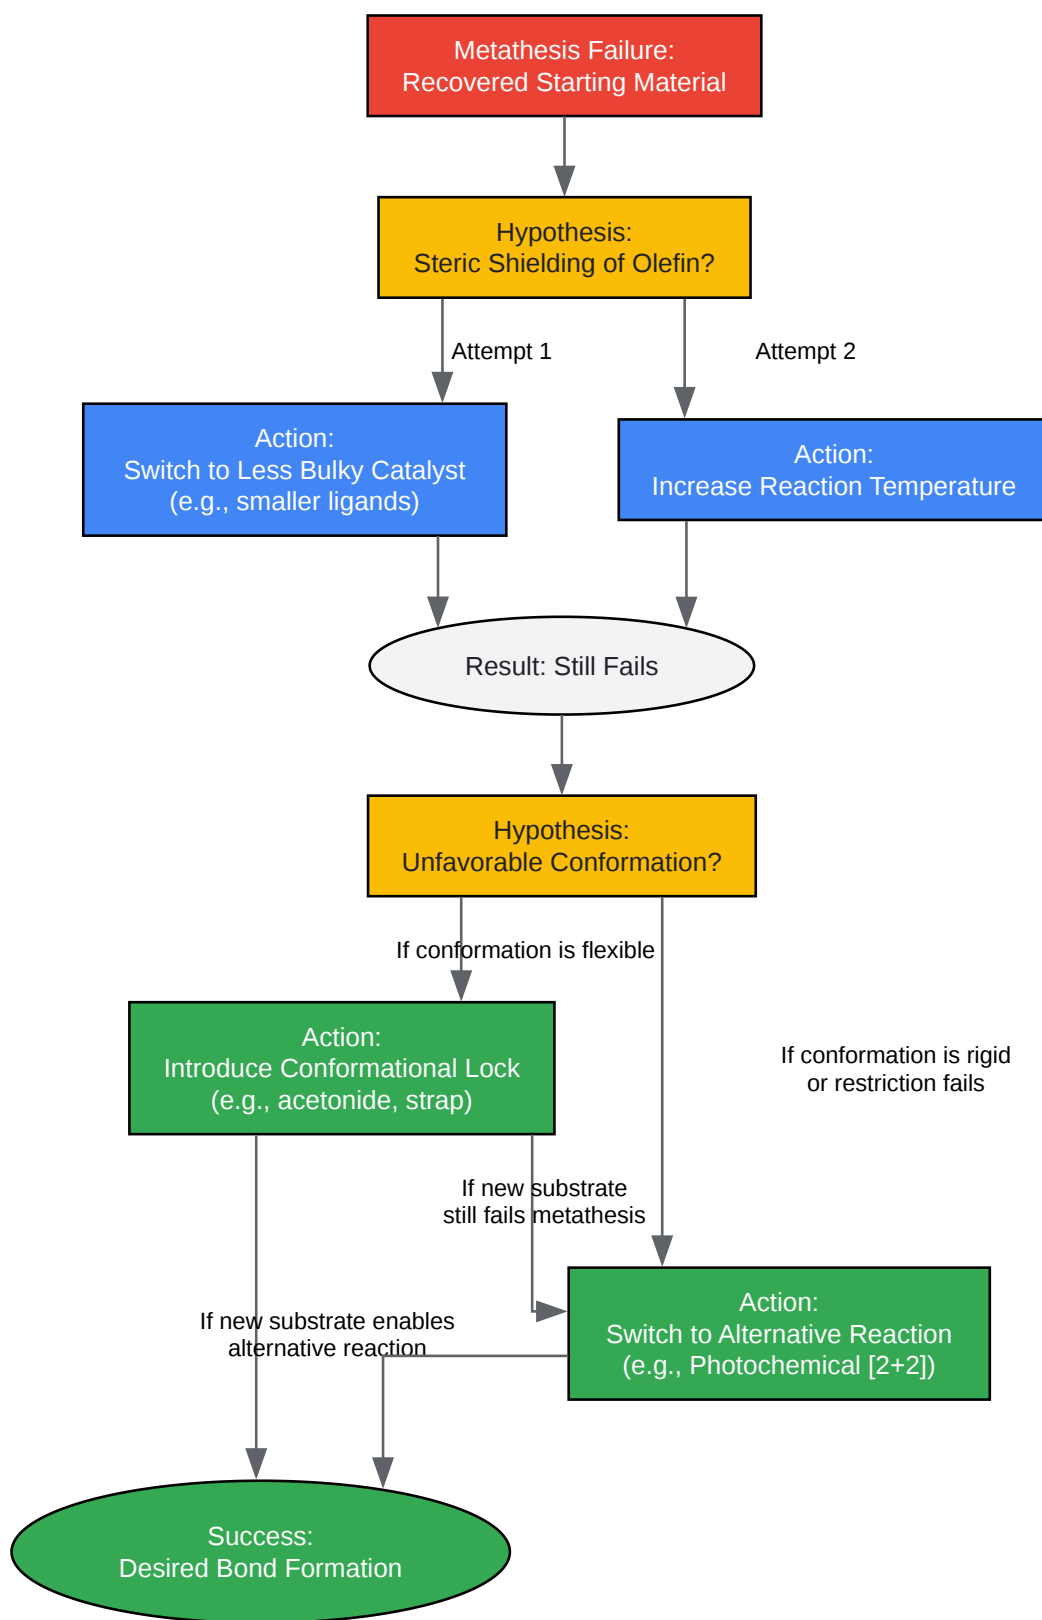 Metathesis Failure:
Recovered Starting Material
Hypothesis:
Steric Shielding of Olefin?
Attempt 1
Attempt 2
Action:
Switch to Less Bulky Catalyst
(e.g., smaller ligands)
Action:
Increase Reaction Temperature
Result: Still Fails
Hypothesis:
Unfavorable Conformation?
If conformation is flexible
Action:
Introduce Conformational Lock
(e.g., acetonide, strap)
If conformation is rigid
or restriction fails
If new substrate
still fails metathesis
Action:
Switch to Alternative Reaction
(e.g., Photochemical [2+2])
If new substrate enables
alternative reaction
Success:
Desired Bond Formation